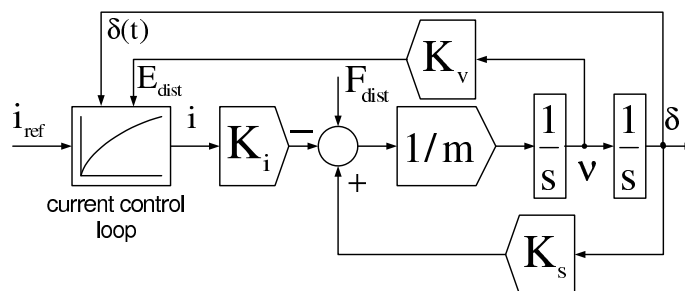 δ(t)
E_dist
K_v
F_dist
i_ref
i
K_i
−
+
1/m
1/s
ν
1/s
δ
current control
loop
K_s